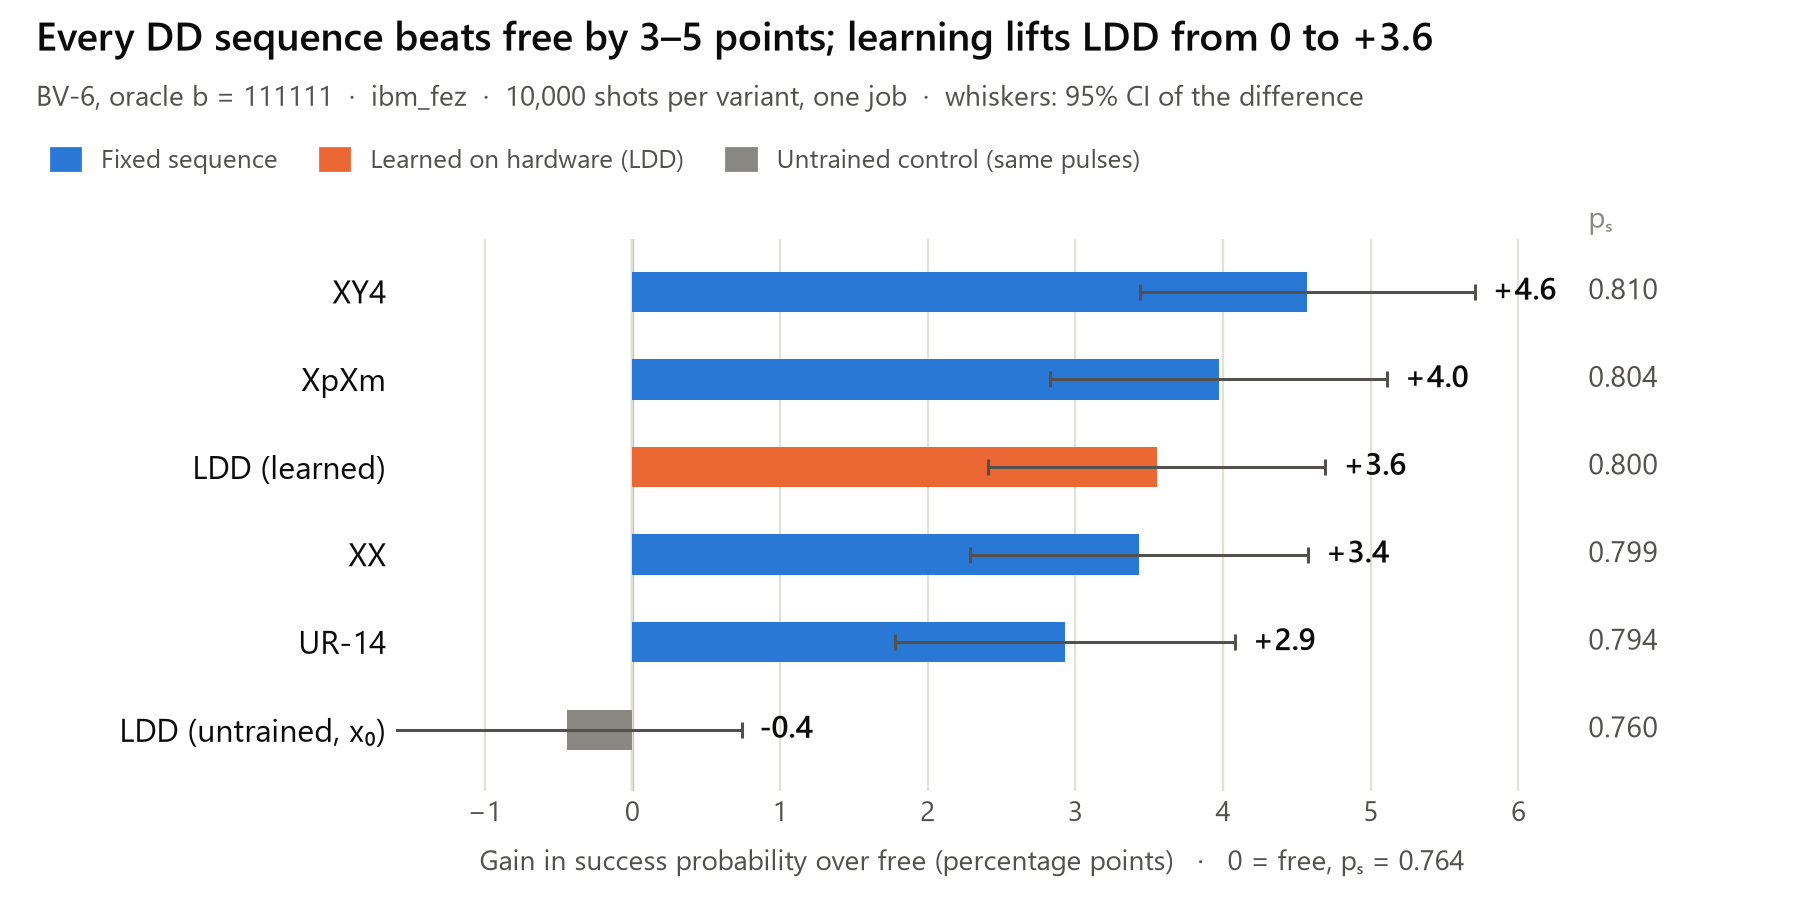 Every DD sequence beats free by 3–5 points; learning lifts LDD from 0 to +3.6
BV-6, oracle b = 111111 · ibm_fez · 10,000 shots per variant, one job · whiskers: 95% CI of the difference
Fixed sequence Learned on hardware (LDD) Untrained control (same pulses)
pₛ
XY4 +4.6 0.810
XpXm +4.0 0.804
LDD (learned) +3.6 0.800
XX +3.4 0.799
UR-14 +2.9 0.794
LDD (untrained, x₀) -0.4 0.760
−1 0 1 2 3 4 5 6
Gain in success probability over free (percentage points) · 0 = free, pₛ = 0.764